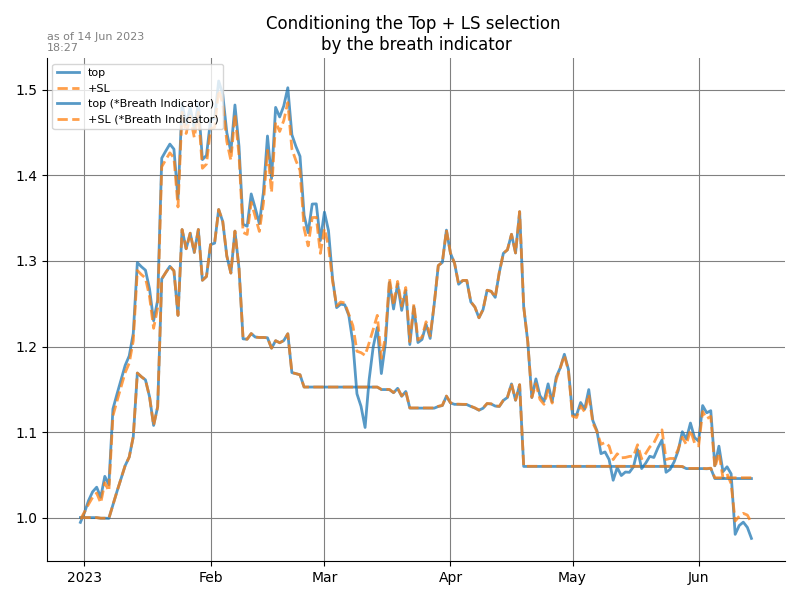 Conditioning the Top + LS selection
by the breath indicator
as of 14 Jun 2023
18:27
top
+SL
top (*Breath Indicator)
+SL (*Breath Indicator)
1.5
1.4
1.3
1.2
1.1
1.0
2023 Feb Mar Apr May Jun